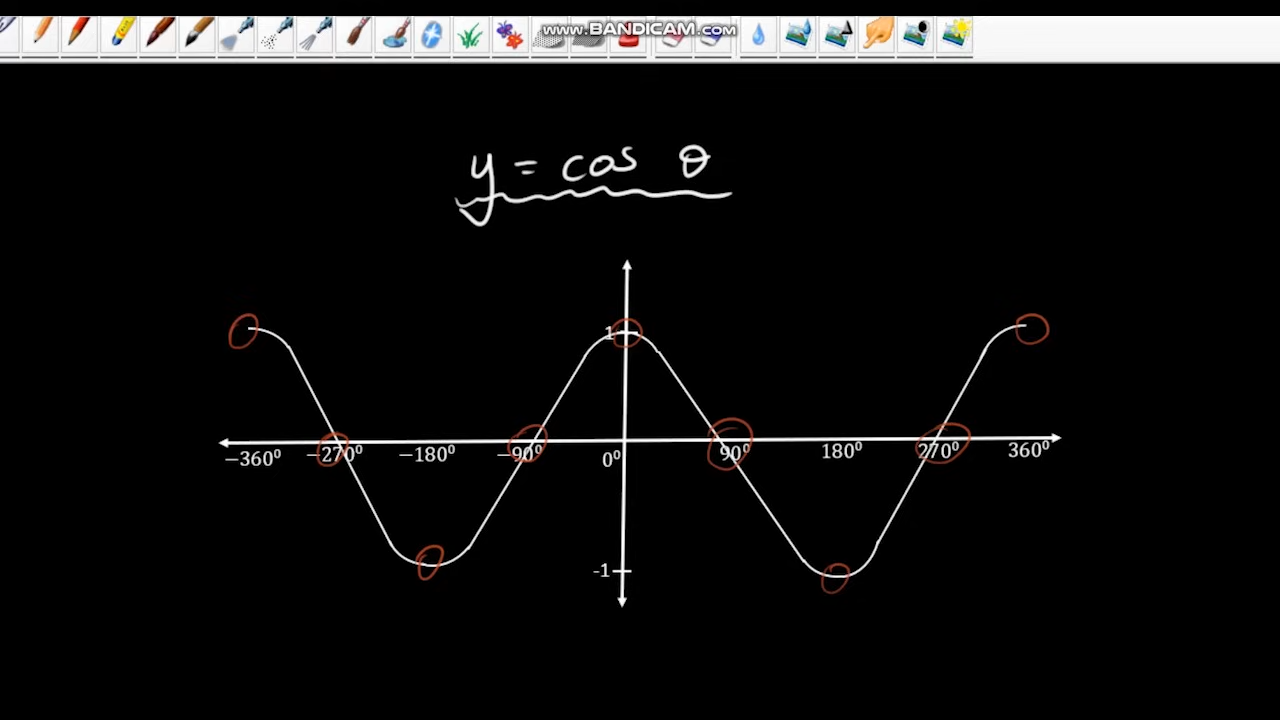 www.BANDICAM.com
y = cos θ
1
−360⁰ −270⁰ −180⁰ −90⁰ 0⁰ 90⁰ 180⁰ 270⁰ 360⁰
-1